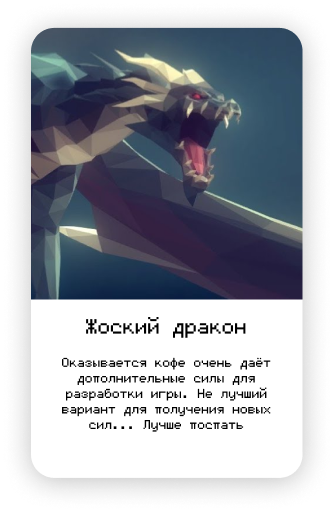 Жоский дракон
Оказывается кофе очень даёт
дополнительные силы для
разработки игры. Не лучший
вариант для получения новых
сил... Лучше поспать